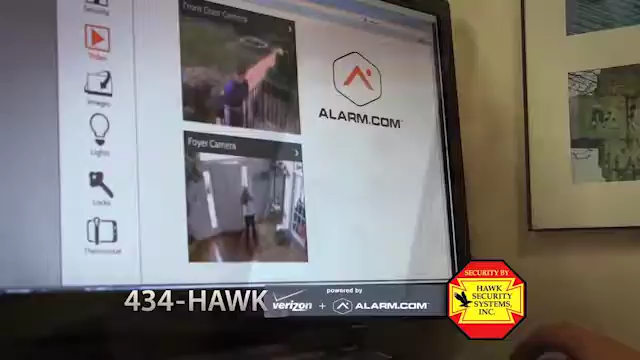 Security
Front Door Camera
Video
Images
ALARM.COM
Foyer Camera
Lights
Locks
Thermostat
434-HAWK
powered by
verizon + ALARM.COM
SECURITY BY
HAWK
SECURITY
SYSTEMS,
INC.